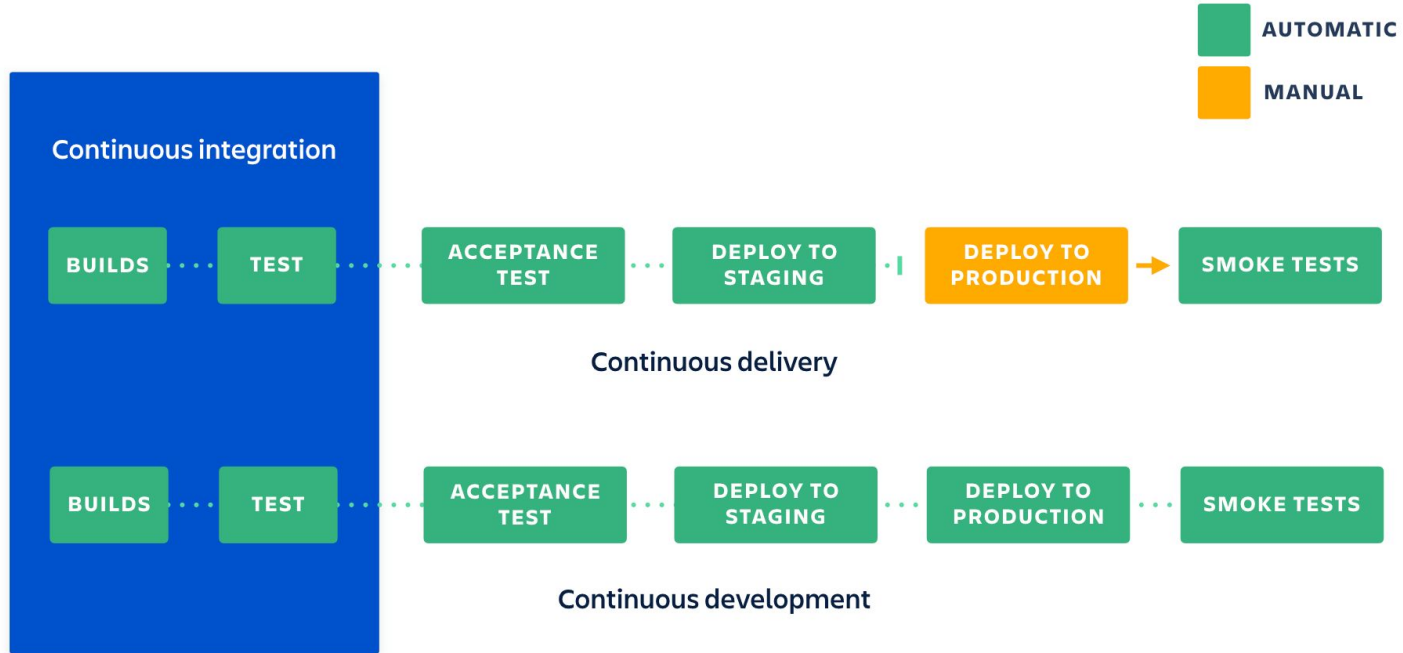 AUTOMATIC
MANUAL
Continuous integration
BUILDS
TEST
ACCEPTANCE
TEST
DEPLOY TO
STAGING
DEPLOY TO
PRODUCTION
SMOKE TESTS
Continuous delivery
BUILDS
TEST
ACCEPTANCE
TEST
DEPLOY TO
STAGING
DEPLOY TO
PRODUCTION
SMOKE TESTS
Continuous development